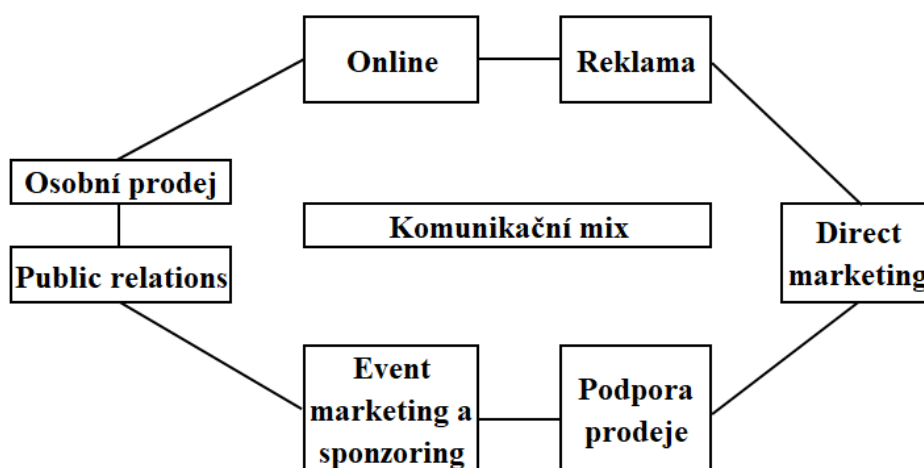 Online
Reklama
Osobní prodej
Komunikační mix
Direct
marketing
Public relations
Event
marketing a
sponzoring
Podpora
prodeje